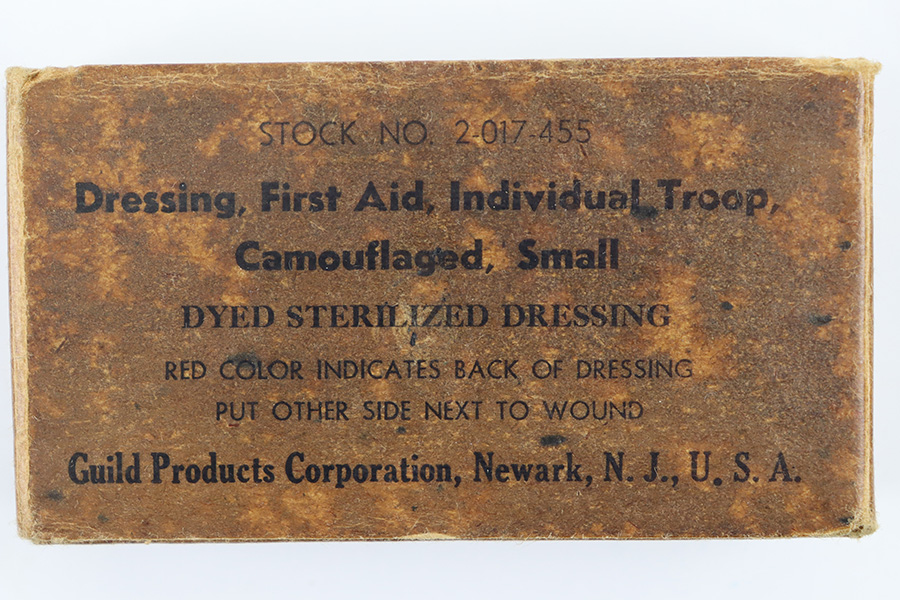 STOCK NO. 2-017-455
Dressing, First Aid, Individual Troop,
Camouflaged, Small
DYED STERILIZED DRESSING
RED COLOR INDICATES BACK OF DRESSING
PUT OTHER SIDE NEXT TO WOUND
Guild Products Corporation, Newark, N. J., U. S. A.